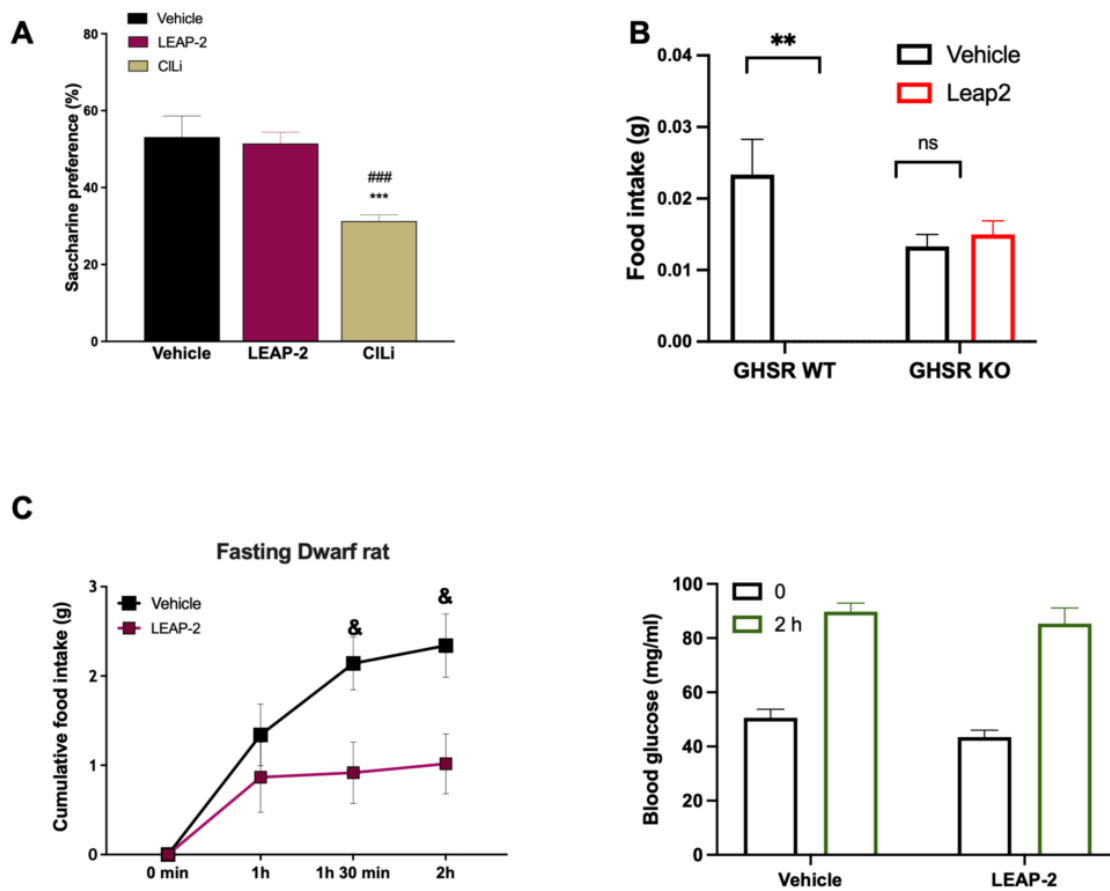 A
Vehicle
LEAP-2
ClLi
Saccharine preference (%)
80
60
40
20
0
###
***
Vehicle LEAP-2 ClLi
B
Vehicle
Leap2
Food intake (g)
0.04
0.03
0.02
0.01
0.00
**
ns
GHSR WT GHSR KO
C
Fasting Dwarf rat
Vehicle
LEAP-2
Cumulative food intake (g)
3
2
1
0
&
&
0 min 1h 1h 30 min 2h
0
2 h
Blood glucose (mg/ml)
100
80
60
40
20
0
Vehicle LEAP-2